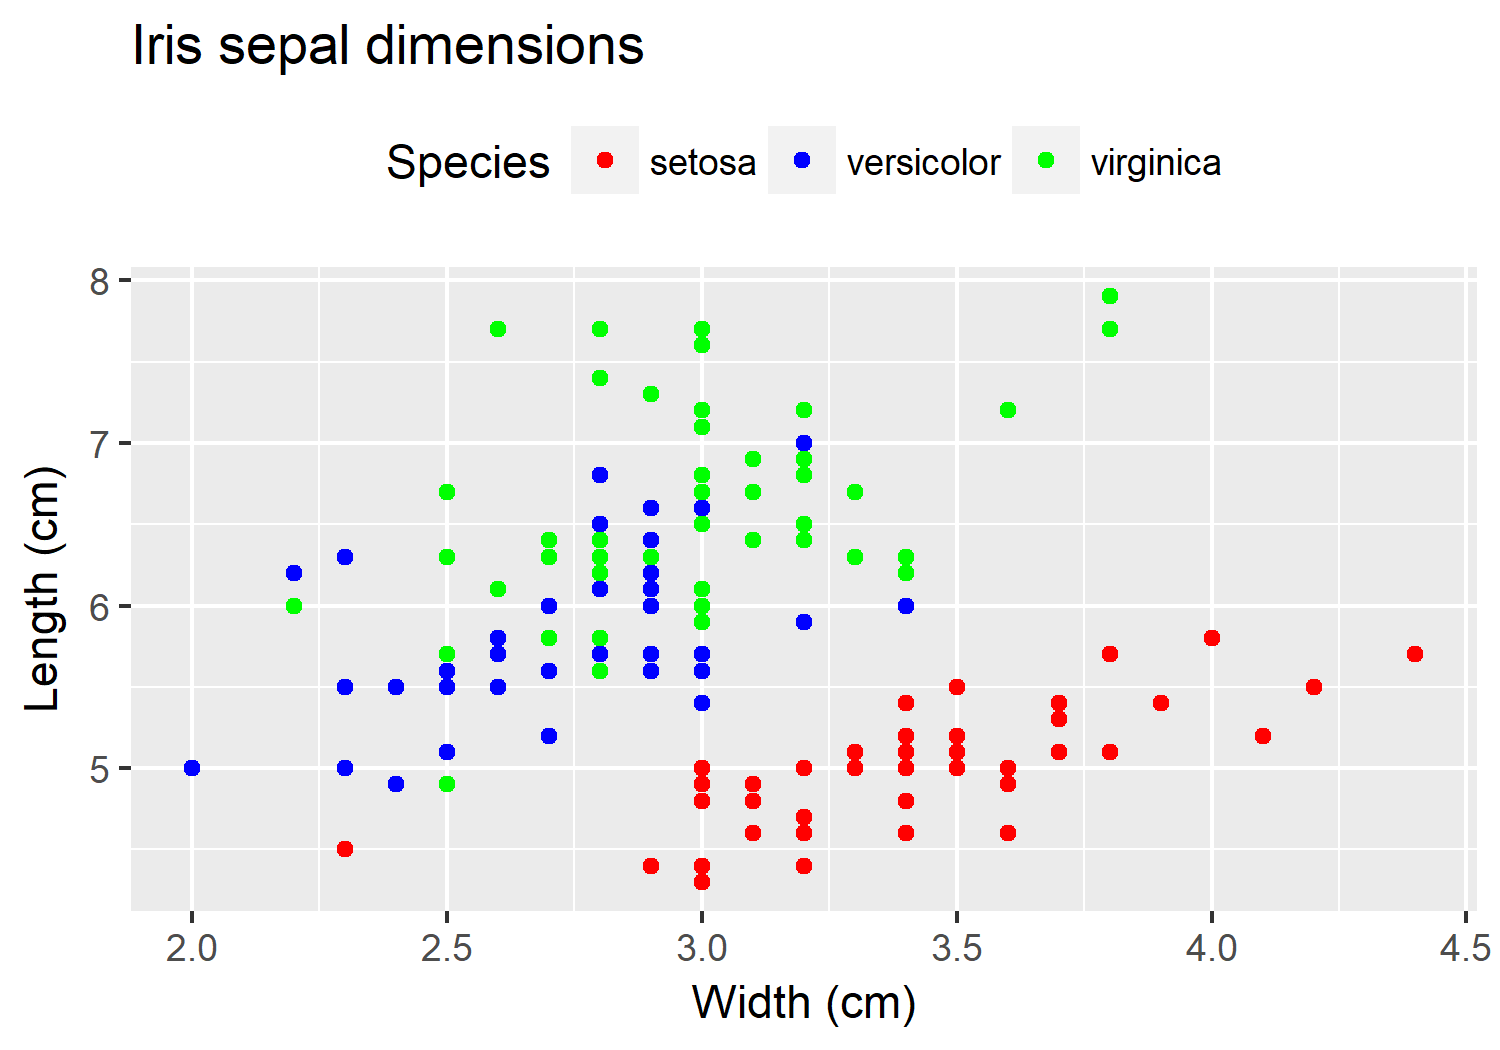 Iris sepal dimensions
Species setosa versicolor virginica
8
7
6
5
Length (cm)
2.0 2.5 3.0 3.5 4.0 4.5
Width (cm)